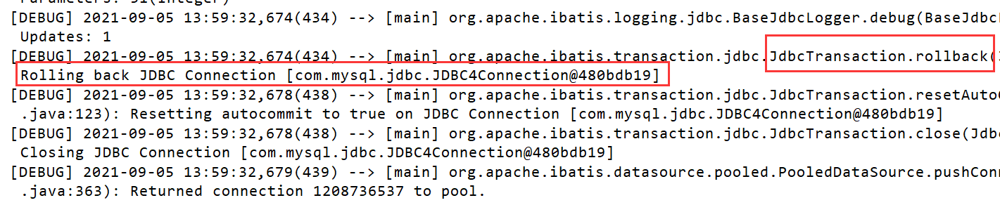 Parameters: 91(Integer)
[DEBUG] 2021-09-05 13:59:32,674(434) --> [main] org.apache.ibatis.logging.jdbc.BaseJdbcLogger.debug(BaseJdbcL
Updates: 1
[DEBUG] 2021-09-05 13:59:32,674(434) --> [main] org.apache.ibatis.transaction.jdbc.JdbcTransaction.rollback(
Rolling back JDBC Connection [com.mysql.jdbc.JDBC4Connection@480bdb19]
[DEBUG] 2021-09-05 13:59:32,678(438) --> [main] org.apache.ibatis.transaction.jdbc.JdbcTransaction.resetAuto
.java:123): Resetting autocommit to true on JDBC Connection [com.mysql.jdbc.JDBC4Connection@480bdb19]
[DEBUG] 2021-09-05 13:59:32,678(438) --> [main] org.apache.ibatis.transaction.jdbc.JdbcTransaction.close(Jdbc
Closing JDBC Connection [com.mysql.jdbc.JDBC4Connection@480bdb19]
[DEBUG] 2021-09-05 13:59:32,679(439) --> [main] org.apache.ibatis.datasource.pooled.PooledDataSource.pushConn
.java:363): Returned connection 1208736537 to pool.